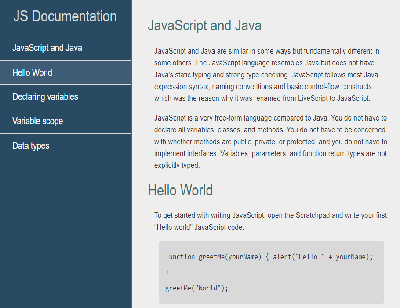 JS Documentation
JavaScript and Java
Hello World
Declaring variables
Variable scope
Data types
JavaScript and Java
JavaScript and Java are similar in some ways but fundamentally different in
some others. The JavaScript language resembles Java but does not have
Java's static typing and strong type checking. JavaScript follows most Java
expression syntax, naming conventions and basic control-flow constructs
which was the reason why it was renamed from LiveScript to JavaScript.
JavaScript is a very free-form language compared to Java. You do not have to
declare all variables, classes, and methods. You do not have to be concerned
with whether methods are public, private, or protected, and you do not have to
implement interfaces. Variables, parameters, and function return types are not
explicitly typed.
Hello World
To get started with writing JavaScript, open the Scratchpad and write your first
"Hello world" JavaScript code:
function greetMe(yourName) { alert("Hello " + yourName);
}
greetMe("World");